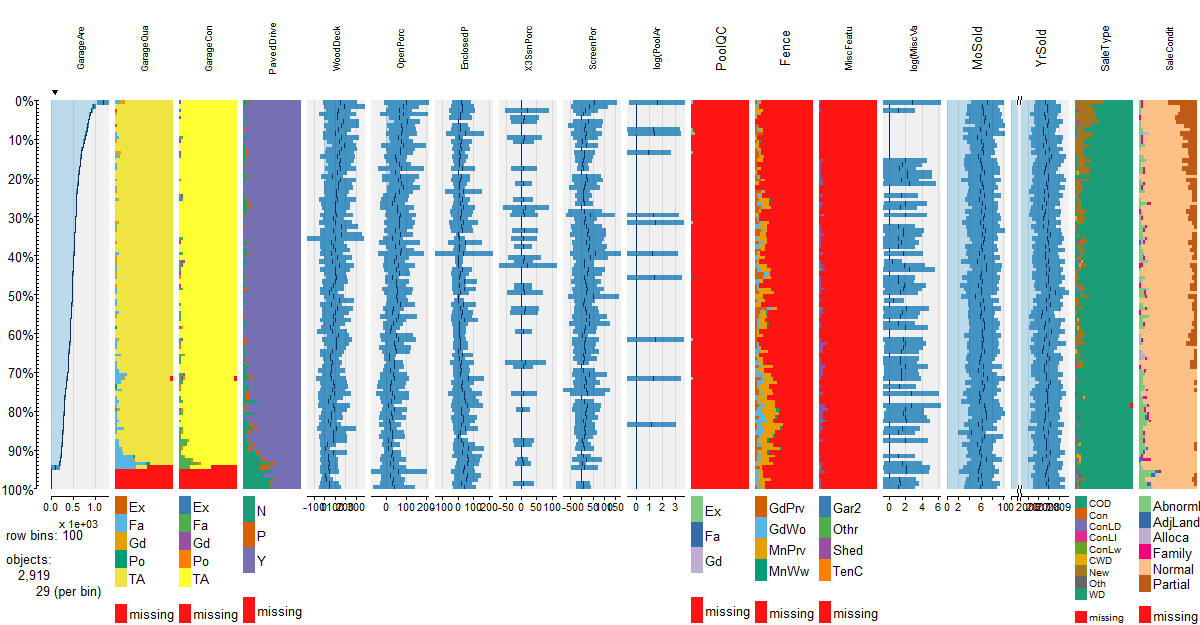 GarageAre
GarageQua
GarageCon
PavedDrive
WoodDeck
OpenPorc
EnclosedP
X3SsnPorc
ScreenPor
log(PoolAr
PoolQC
Fence
MiscFeatu
log(MiscVa
MoSold
YrSold
SaleType
SaleCondit
0%
10%
20%
30%
40%
50%
60%
70%
80%
90%
100%
0.0 0.5 1.0
x 1e+03
row bins: 100
objects:
2,919
29 (per bin)
Ex
Fa
Gd
Po
TA
missing
Ex
Fa
Gd
Po
TA
missing
N
P
Y
missing
0 1 2 3
Ex
Fa
Gd
missing
GdPrv
GdWo
MnPrv
MnWw
missing
Gar2
Othr
Shed
TenC
missing
0 2 4 6
0 2 6 10
COD
Con
ConLD
ConLI
ConLw
CWD
New
Oth
WD
missing
Abnorml
AdjLand
Alloca
Family
Normal
Partial
missing